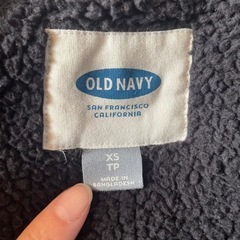 OLD NAVY
SAN FRANCISCO
CALIFORNIA
XS
TP
MADE IN
BANGLADESH